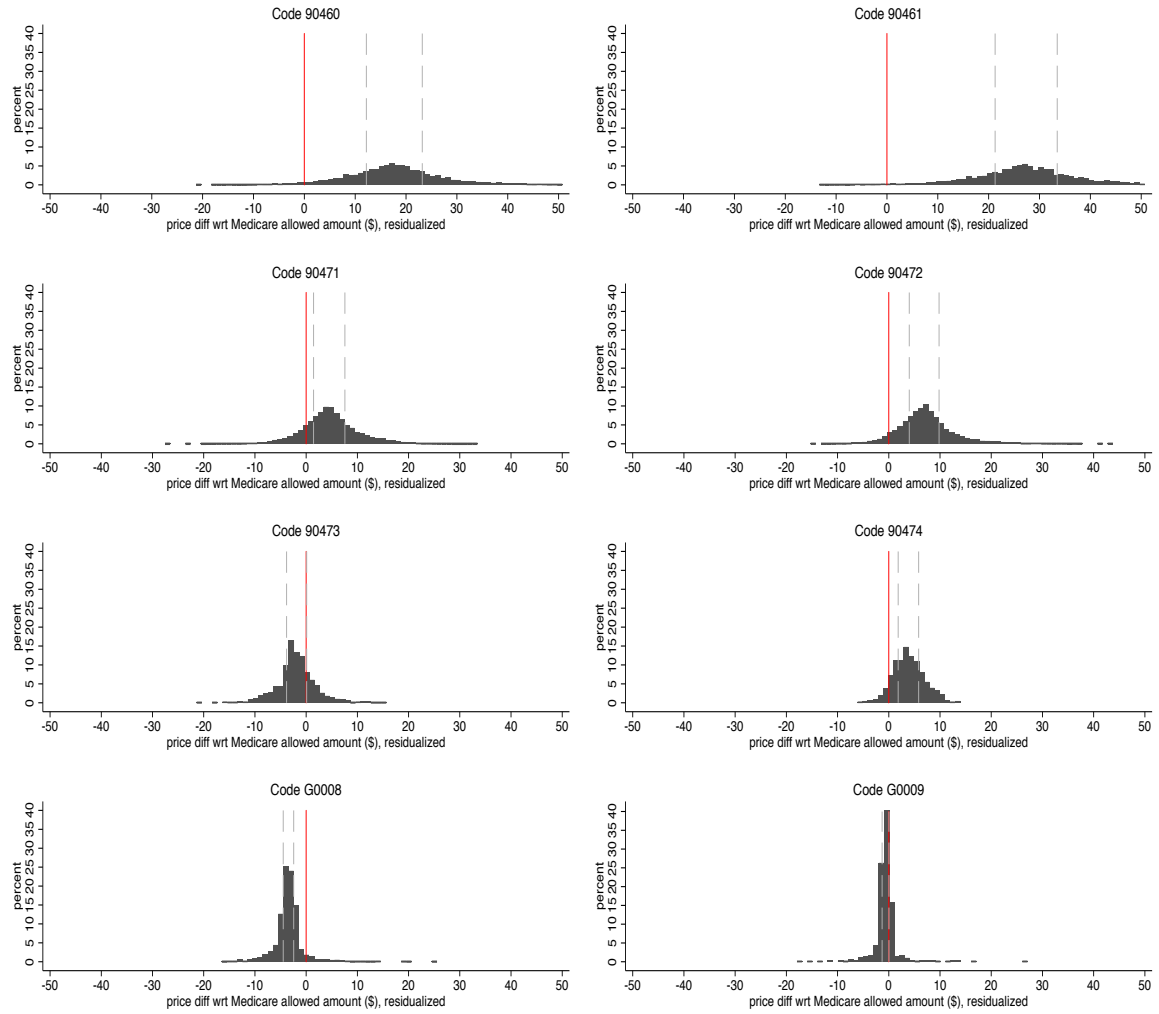 Code 90460
percent
0 5 10 15 20 25 30 35 40
-50 -40 -30 -20 -10 0 10 20 30 40 50
price diff wrt Medicare allowed amount ($), residualized
Code 90461
percent
0 5 10 15 20 25 30 35 40
-50 -40 -30 -20 -10 0 10 20 30 40 50
price diff wrt Medicare allowed amount ($), residualized
Code 90471
percent
0 5 10 15 20 25 30 35 40
-50 -40 -30 -20 -10 0 10 20 30 40 50
price diff wrt Medicare allowed amount ($), residualized
Code 90472
percent
0 5 10 15 20 25 30 35 40
-50 -40 -30 -20 -10 0 10 20 30 40 50
price diff wrt Medicare allowed amount ($), residualized
Code 90473
percent
0 5 10 15 20 25 30 35 40
-50 -40 -30 -20 -10 0 10 20 30 40 50
price diff wrt Medicare allowed amount ($), residualized
Code 90474
percent
0 5 10 15 20 25 30 35 40
-50 -40 -30 -20 -10 0 10 20 30 40 50
price diff wrt Medicare allowed amount ($), residualized
Code G0008
percent
0 5 10 15 20 25 30 35 40
-50 -40 -30 -20 -10 0 10 20 30 40 50
price diff wrt Medicare allowed amount ($), residualized
Code G0009
percent
0 5 10 15 20 25 30 35 40
-50 -40 -30 -20 -10 0 10 20 30 40 50
price diff wrt Medicare allowed amount ($), residualized